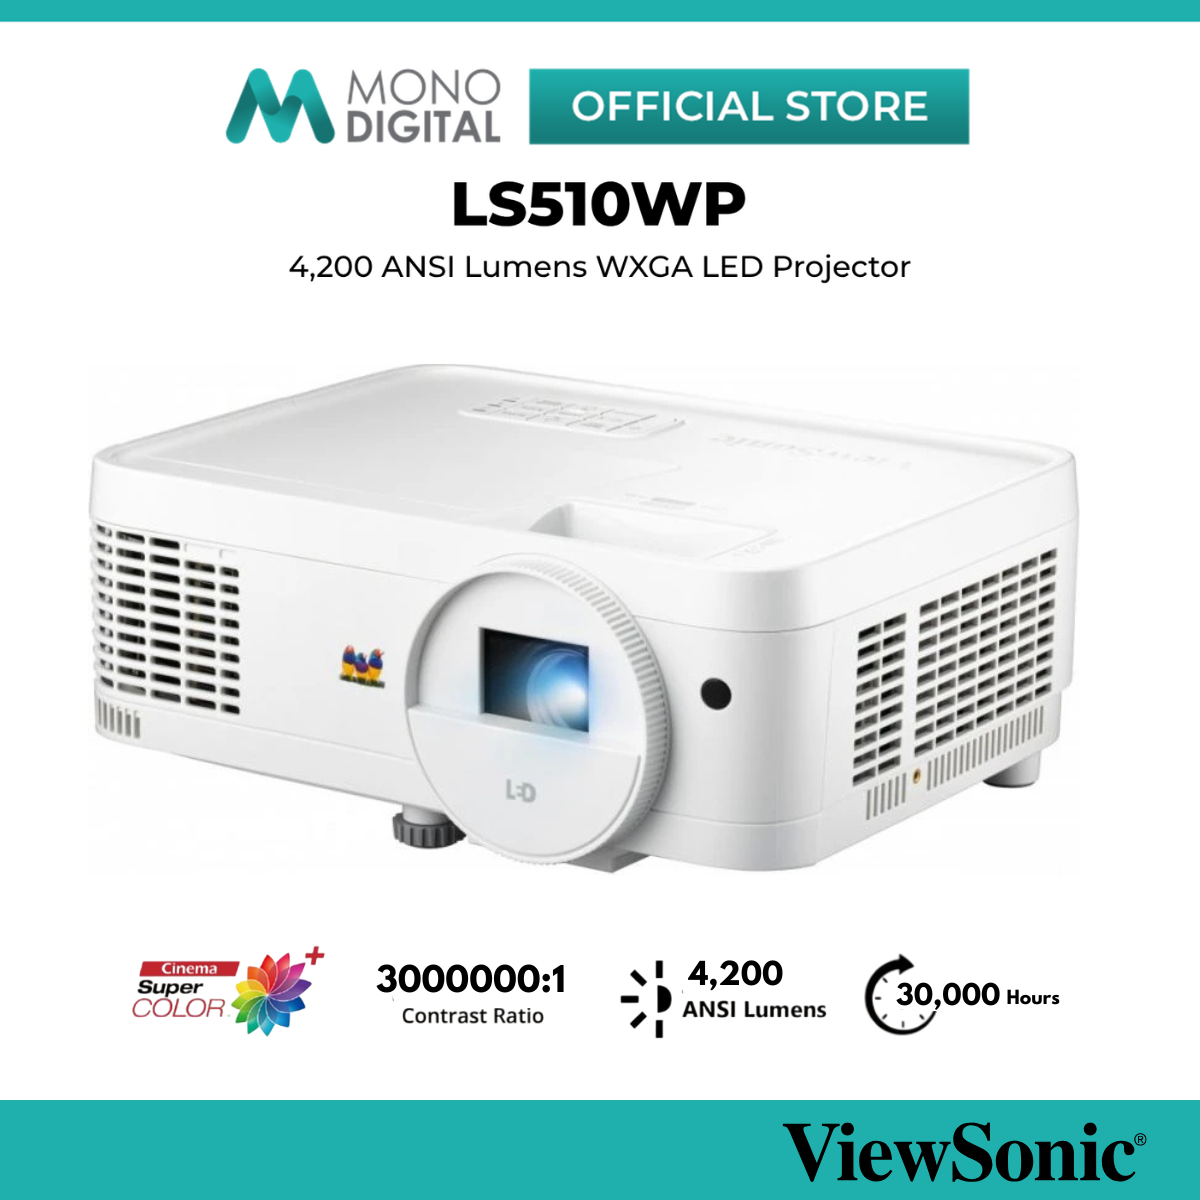 MONO
DIGITAL
OFFICIAL STORE
LS510WP
4,200 ANSI Lumens WXGA LED Projector
ViewSonic
LED
Cinema
Super
COLOR
+
3000000:1
Contrast Ratio
4,200
ANSI Lumens
30,000 Hours
ViewSonic®